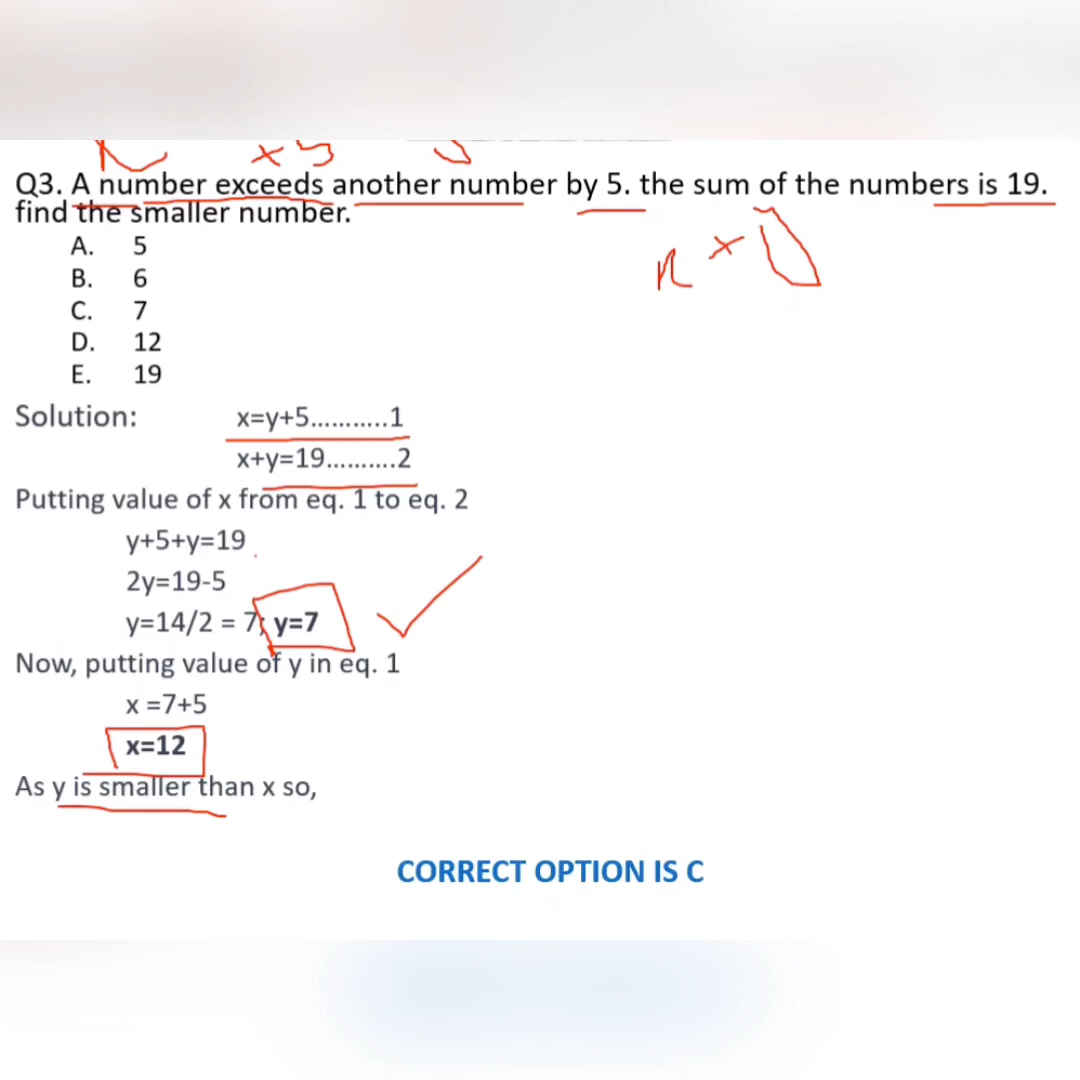 Q3. A number exceeds another number by 5. the sum of the numbers is 19.
find the smaller number.
A. 5
B. 6
C. 7
D. 12
E. 19
Solution: x=y+5...........1
x+y=19..........2
Putting value of x from eq. 1 to eq. 2
y+5+y=19
2y=19-5
y=14/2 = 7; y=7
Now, putting value of y in eq. 1
x =7+5
x=12
As y is smaller than x so,
CORRECT OPTION IS C